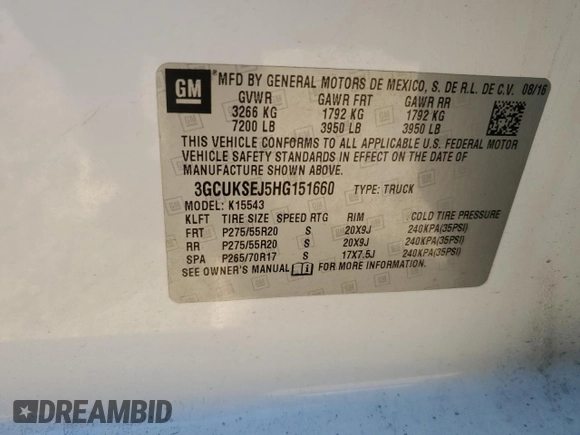 GM
MFD BY GENERAL MOTORS DE MEXICO, S. DE R.L. DE C.V. 08/16
GVWR GAWR FRT GAWR RR
3266 KG 1792 KG 1792 KG
7200 LB 3950 LB 3950 LB
THIS VEHICLE CONFORMS TO ALL APPLICABLE U.S. FEDERAL MOTOR
VEHICLE SAFETY STANDARDS IN EFFECT ON THE DATE OF
MANUFACTURE SHOWN ABOVE.
3GCUKSEJ5HG151660 TYPE: TRUCK
MODEL: K15543
KLFT TIRE SIZE SPEED RTG RIM COLD TIRE PRESSURE
FRT P275/55R20 S 20X9J 240KPA(35PSI)
RR P275/55R20 S 20X9J 240KPA(35PSI)
SPA P265/70R17 S 17X7.5J 240KPA(35PSI)
SEE OWNER'S MANUAL FOR MORE INFORMATION.
DREAMBID